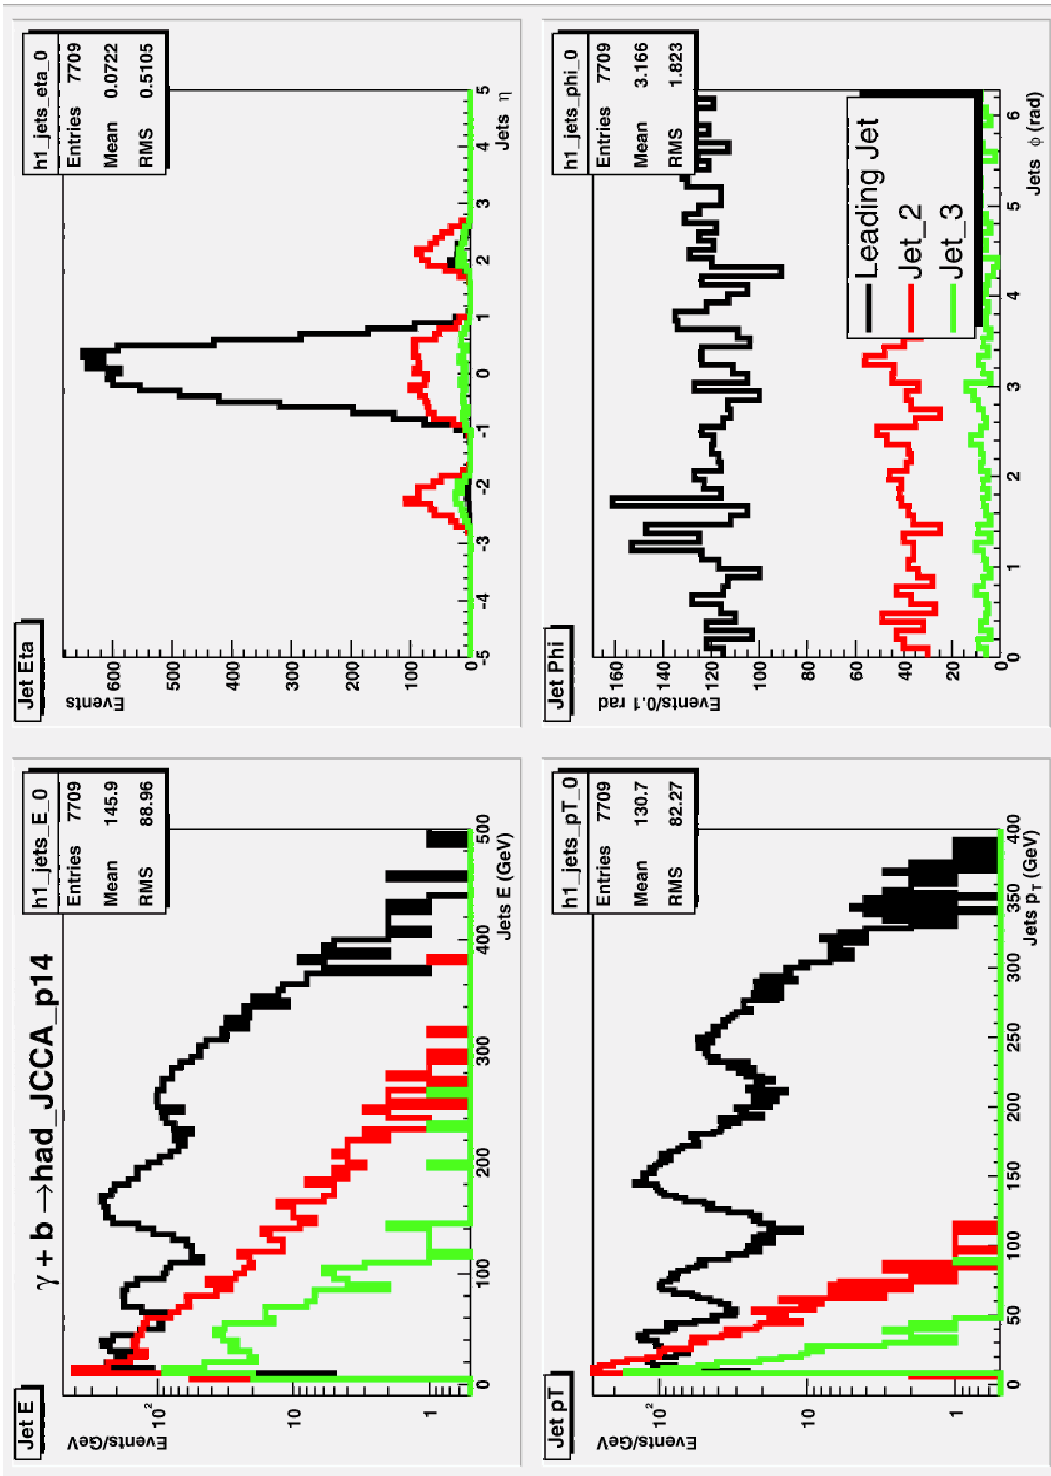 Jet E
γ + b →had_JCCA_p14
h1_jets_E_0
Entries 7709
Mean 145.9
RMS 88.96
Events/GeV
10²
10
1
0 100 200 300 400 500
Jets E (GeV)
Jet Eta
h1_jets_eta_0
Entries 7709
Mean 0.0722
RMS 0.5105
Events
600
500
400
300
200
100
0
-5 -4 -3 -2 -1 0 1 2 3 4 5
Jets η
Jet pT
h1_jets_pT_0
Entries 7709
Mean 130.7
RMS 82.27
Events/GeV
10²
10
1
0 50 100 150 200 250 300 350 400
Jets pT (GeV)
Jet Phi
h1_jets_phi_0
Entries 7709
Mean 3.166
RMS 1.823
Events/0.1 rad
160
140
120
100
80
60
40
20
0
Leading Jet
Jet_2
Jet_3
0 1 2 3 4 5 6
Jets ϕ (rad)